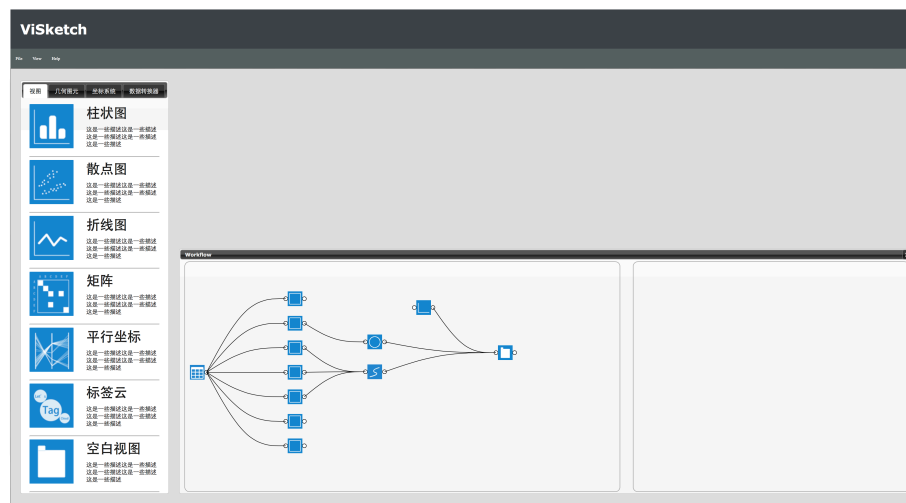 ViSketch
File View Help
视图 几何图元 坐标系统 数据转换器
柱状图
这是一些描述这是一些描述
这是一些描述这是一些描述
这是一些描述
散点图
这是一些描述这是一些描述
这是一些描述这是一些描述
这是一些描述
折线图
这是一些描述这是一些描述
这是一些描述这是一些描述
这是一些描述
矩阵
这是一些描述这是一些描述
这是一些描述这是一些描述
这是一些描述
平行坐标
这是一些描述这是一些描述
这是一些描述这是一些描述
这是一些描述
标签云
Tag
这是一些描述这是一些描述
这是一些描述这是一些描述
这是一些描述
空白视图
这是一些描述这是一些描述
这是一些描述这是一些描述
这是一些描述
Workflow